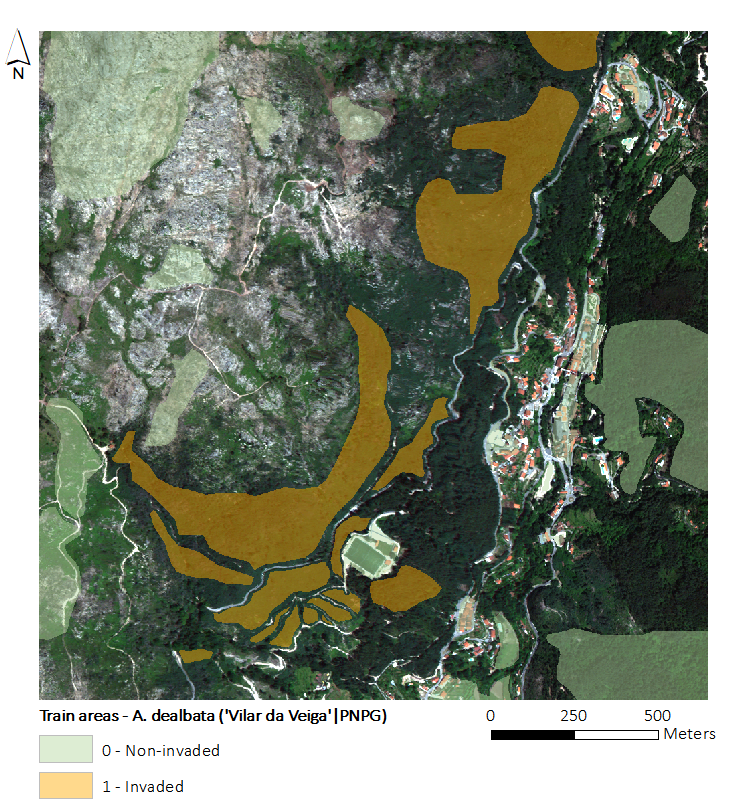 N
Train areas - A. dealbata ('Vilar da Veiga'|PNPG)
0 - Non-invaded
1 - Invaded
0 250 500
Meters